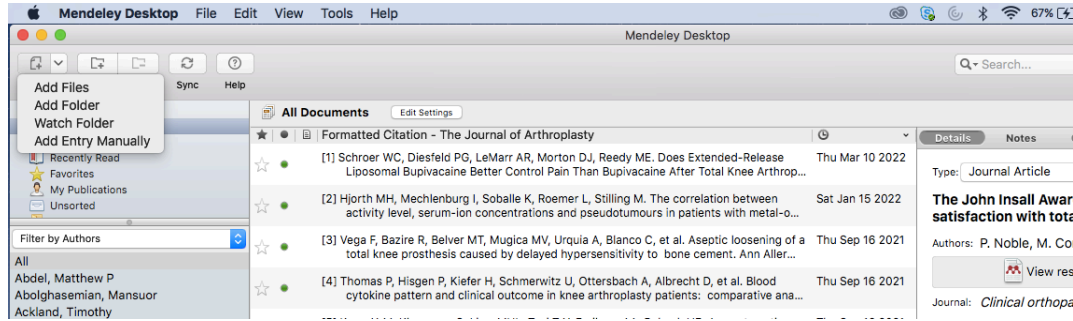 Mendeley Desktop File Edit View Tools Help 67%
Mendeley Desktop
Search...
Sync Help
Add Files
Add Folder
Watch Folder
Add Entry Manually
Recently Read
Favorites
My Publications
Unsorted
Filter by Authors
All
Abdel, Matthew P
Abolghasemian, Mansuor
Ackland, Timothy
All Documents Edit Settings
Formatted Citation - The Journal of Arthroplasty
[1] Schroer WC, Diesfeld PG, LeMarr AR, Morton DJ, Reedy ME. Does Extended-Release Thu Mar 10 2022
Liposomal Bupivacaine Better Control Pain Than Bupivacaine After Total Knee Arthrop...
[2] Hjorth MH, Mechlenburg I, Soballe K, Roemer L, Stilling M. The correlation between Sat Jan 15 2022
activity level, serum-ion concentrations and pseudotumours in patients with metal-o...
[3] Vega F, Bazire R, Belver MT, Mugica MV, Urquia A, Blanco C, et al. Aseptic loosening of a Thu Sep 16 2021
total knee prosthesis caused by delayed hypersensitivity to bone cement. Ann Aller...
[4] Thomas P, Hisgen P, Kiefer H, Schmerwitz U, Ottersbach A, Albrecht D, et al. Blood Thu Sep 16 2021
cytokine pattern and clinical outcome in knee arthroplasty patients: comparative ana...
Details Notes
Type: Journal Article
The John Insall Awar
satisfaction with tota
Authors: P. Noble, M. Co
View res
Journal: Clinical orthopa